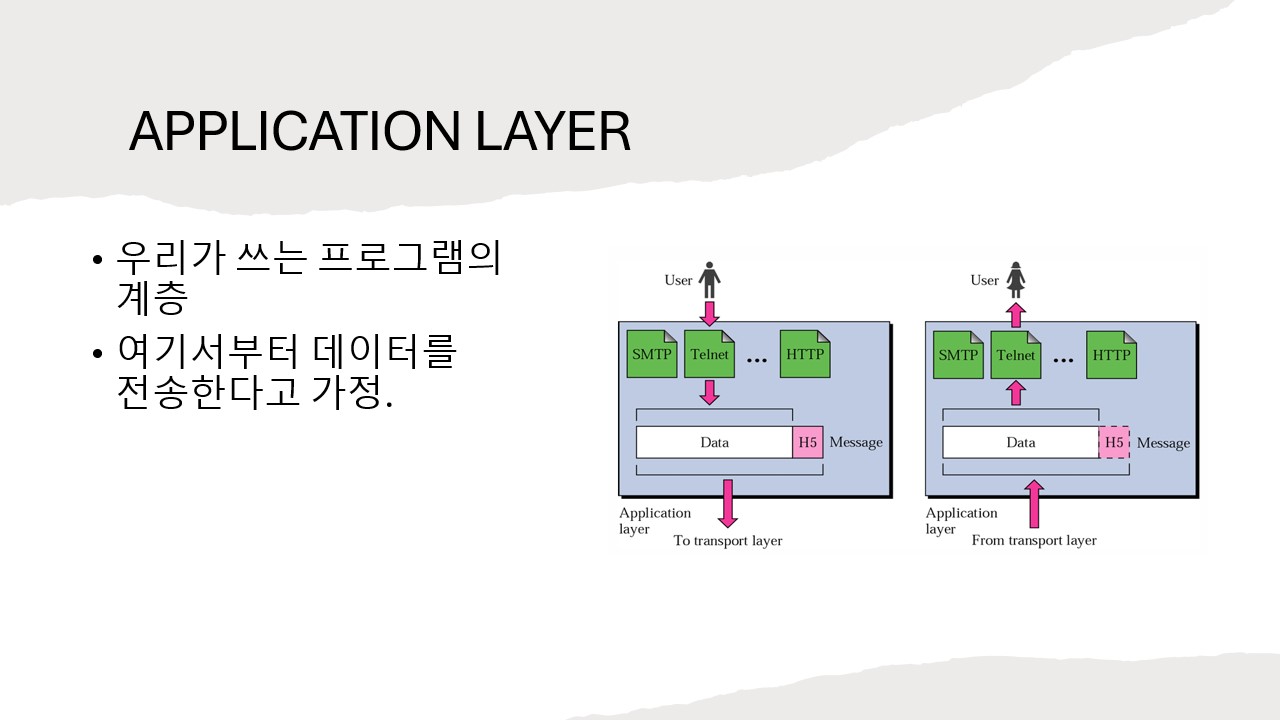 APPLICATION LAYER
• 우리가 쓰는 프로그램의
계층
• 여기서부터 데이터를
전송한다고 가정.
User
SMTP Telnet ... HTTP
Data H5 Message
Application
layer
To transport layer
User
SMTP Telnet ... HTTP
Data H5 Message
Application
layer
From transport layer